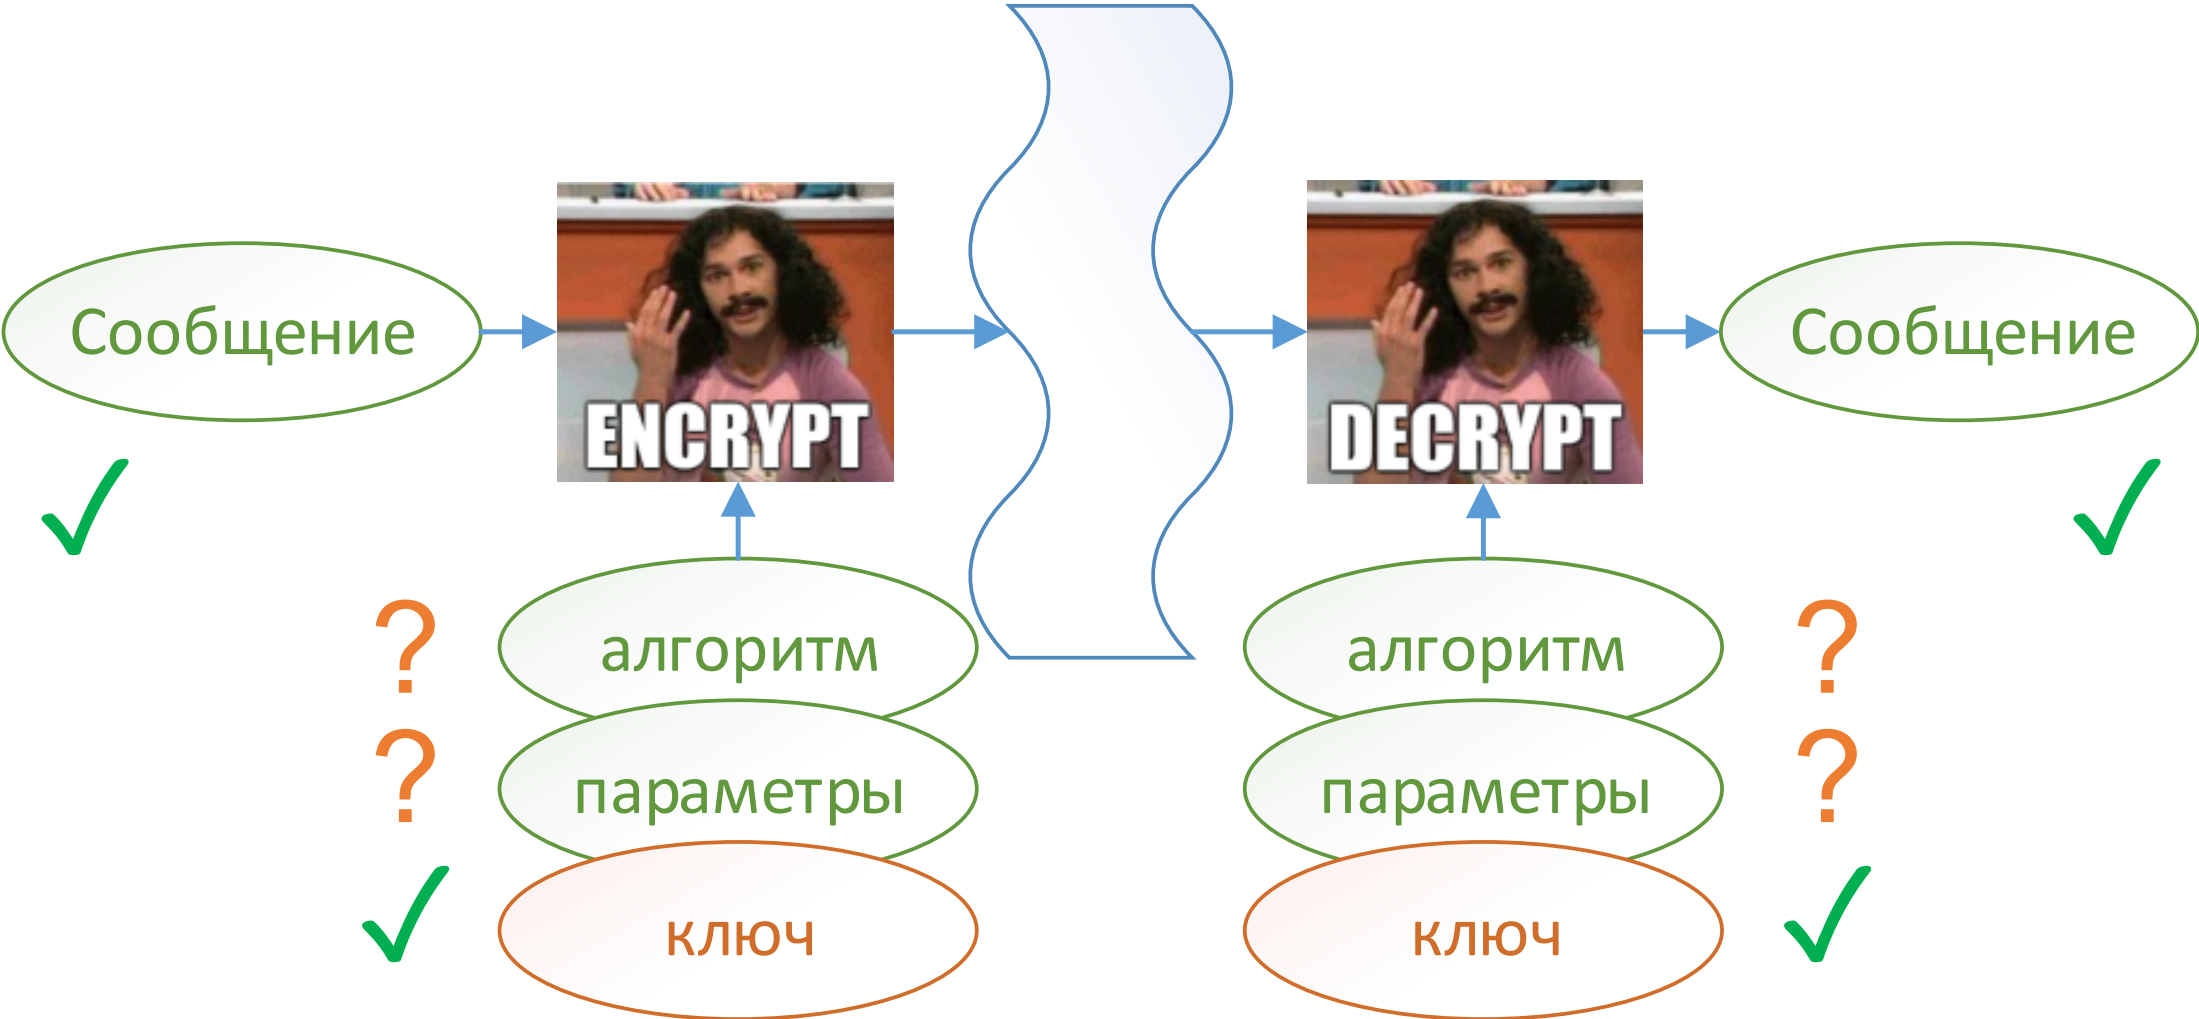 Сообщение
ENCRYPT
DECRYPT
Сообщение
?
алгоритм
алгоритм
?
?
параметры
параметры
?
ключ
ключ